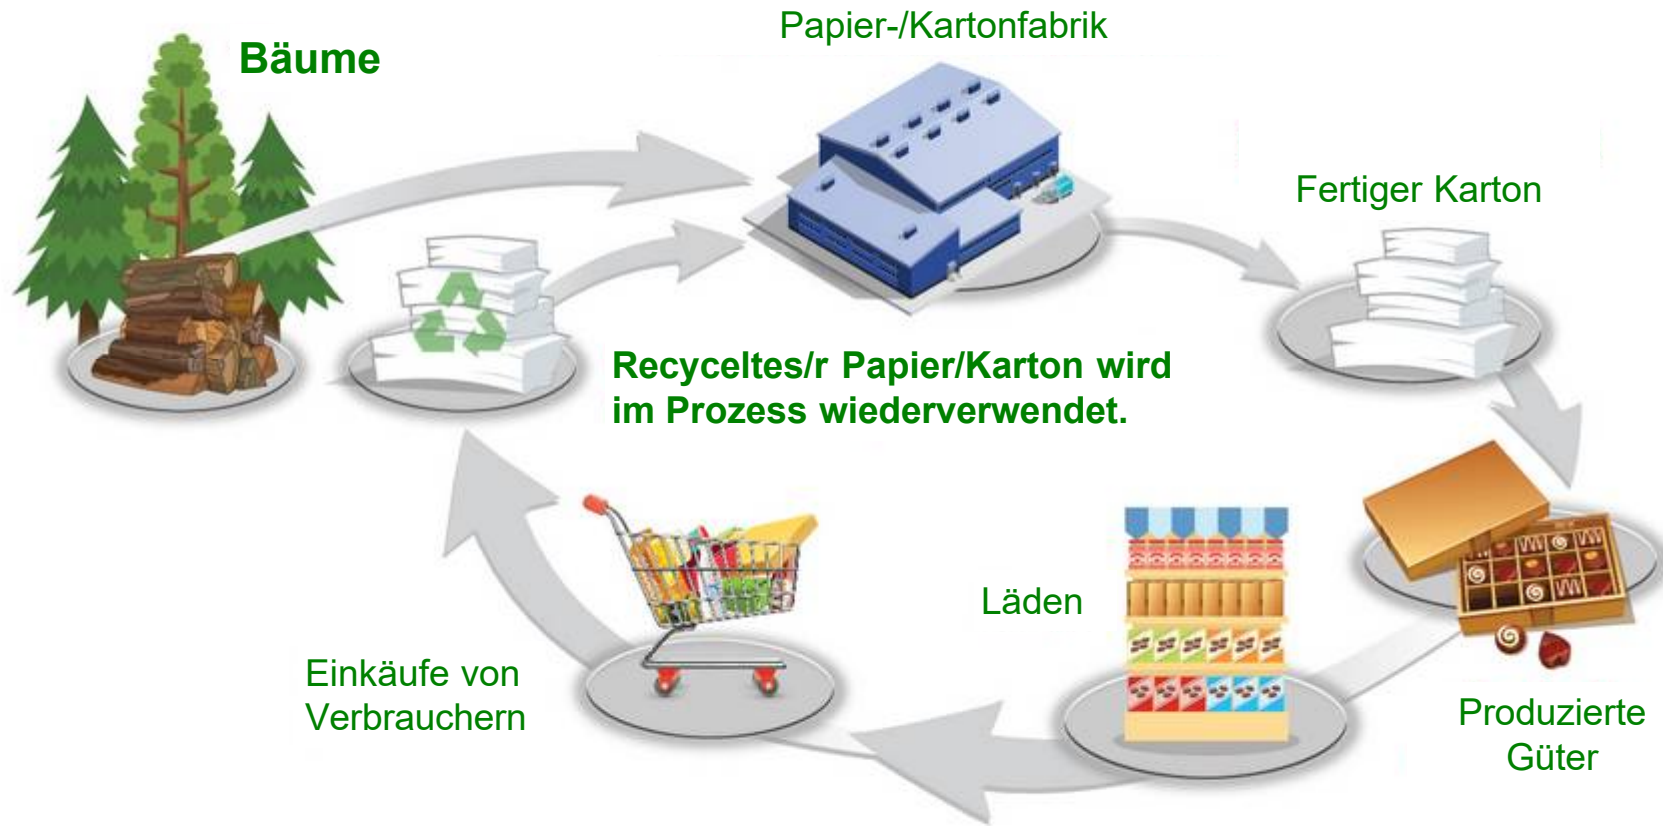 Papier-/Kartonfabrik
Bäume
Fertiger Karton
Recyceltes/r Papier/Karton wird
im Prozess wiederverwendet.
Läden
Einkäufe von
Verbrauchern
Produzierte
Güter